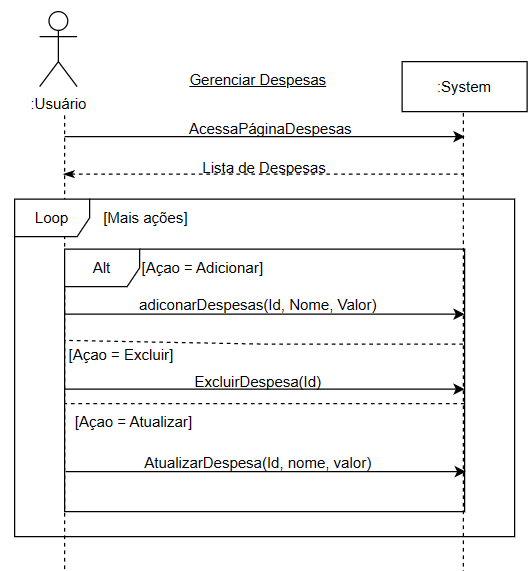 Gerenciar Despesas
:Usuário
:System
AcessaPáginaDespesas
Lista de Despesas
Loop
[Mais ações]
Alt
[Açao = Adicionar]
adiconarDespesas(Id, Nome, Valor)
[Açao = Excluir]
ExcluirDespesa(Id)
[Açao = Atualizar]
AtualizarDespesa(Id, nome, valor)